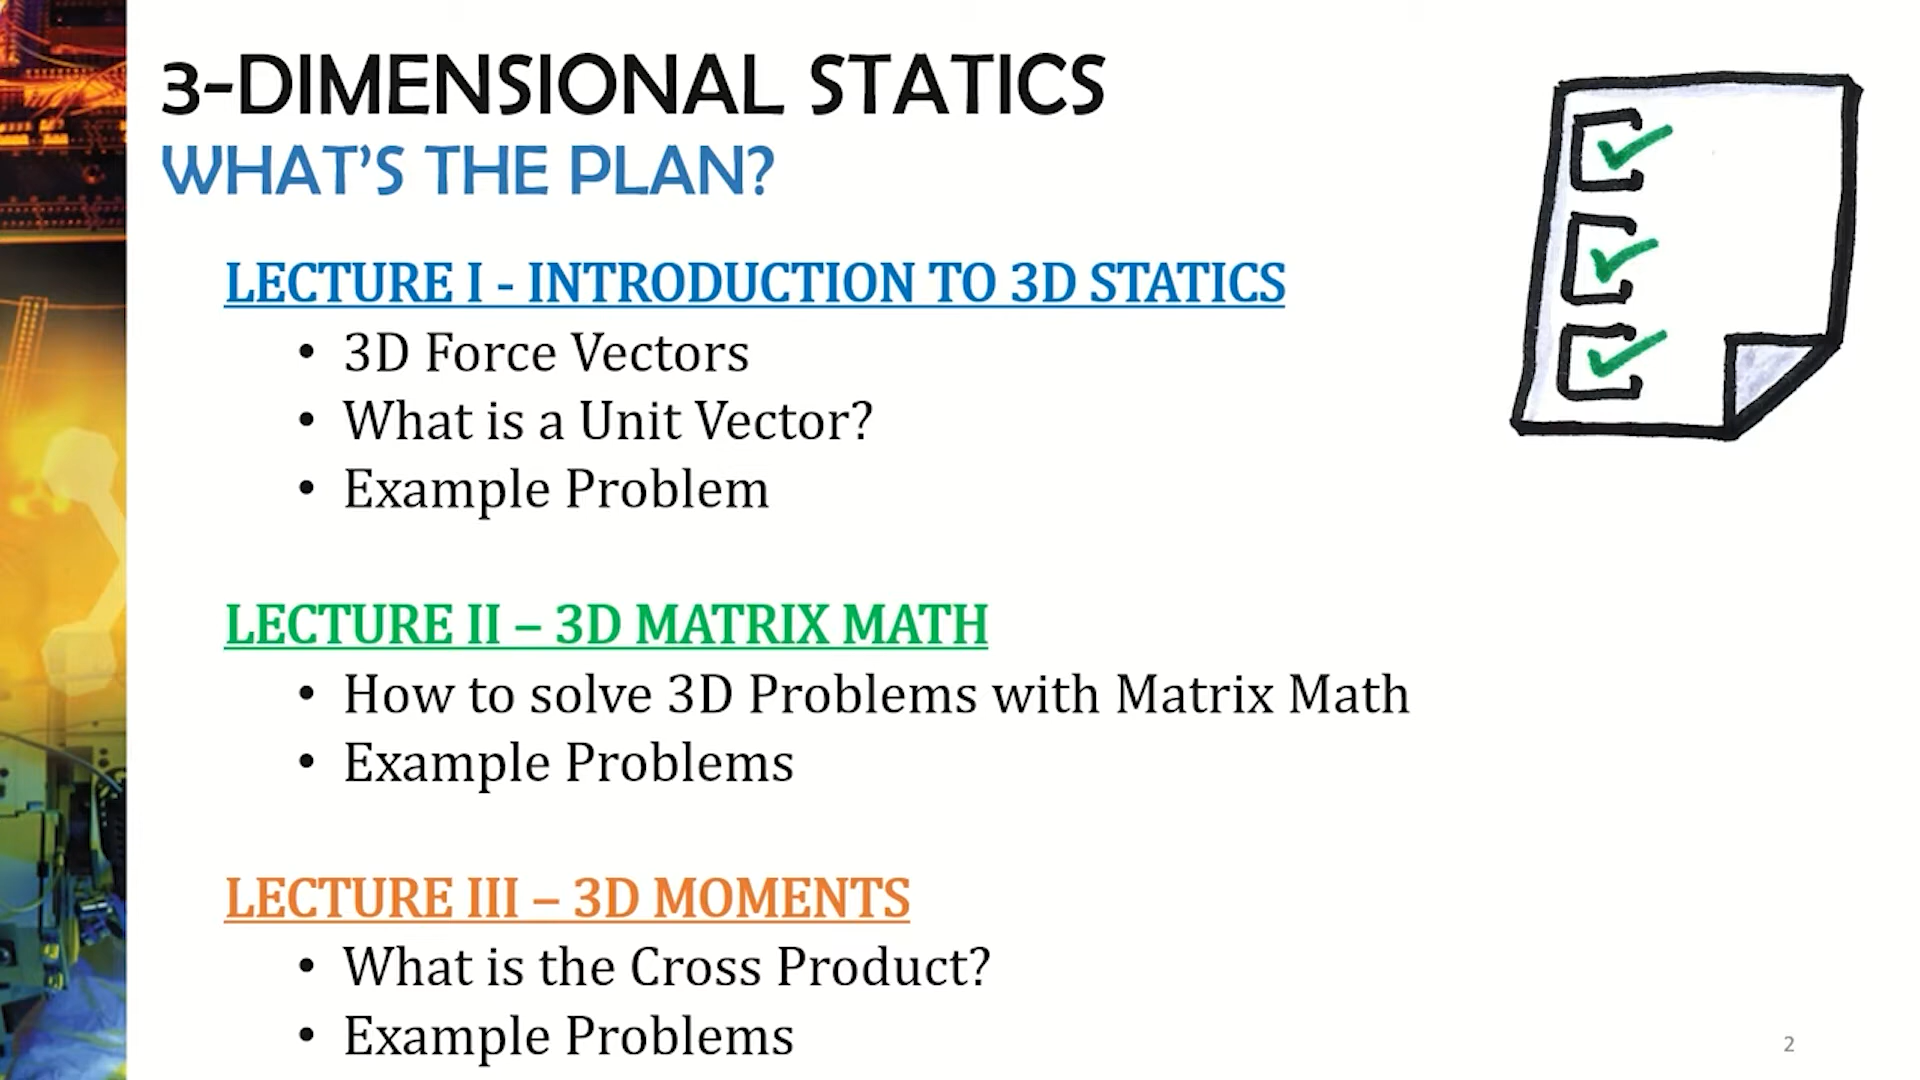 3-DIMENSIONAL STATICS
WHAT'S THE PLAN?
LECTURE I - INTRODUCTION TO 3D STATICS
• 3D Force Vectors
• What is a Unit Vector?
• Example Problem
LECTURE II – 3D MATRIX MATH
• How to solve 3D Problems with Matrix Math
• Example Problems
LECTURE III – 3D MOMENTS
• What is the Cross Product?
• Example Problems
2